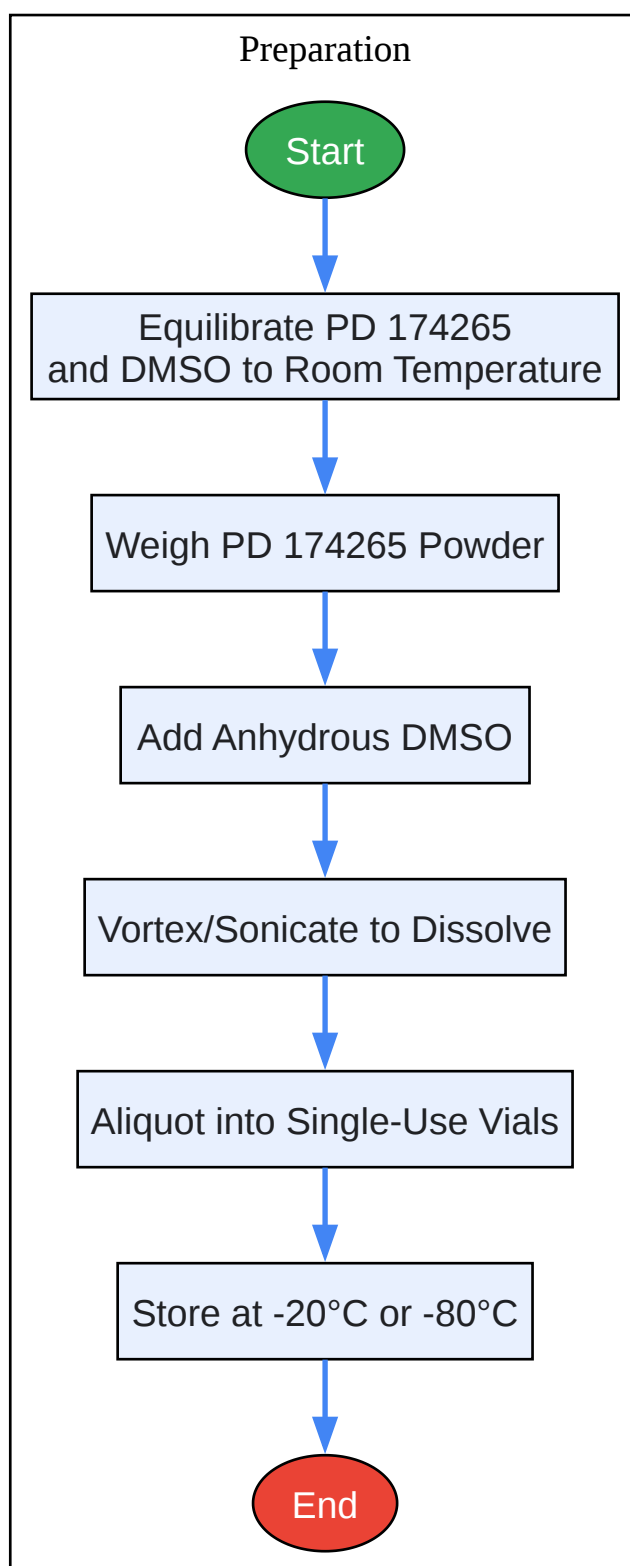 Preparation
Start
Equilibrate PD 174265
and DMSO to Room Temperature
Weigh PD 174265 Powder
Add Anhydrous DMSO
Vortex/Sonicate to Dissolve
Aliquot into Single-Use Vials
Store at -20°C or -80°C
End